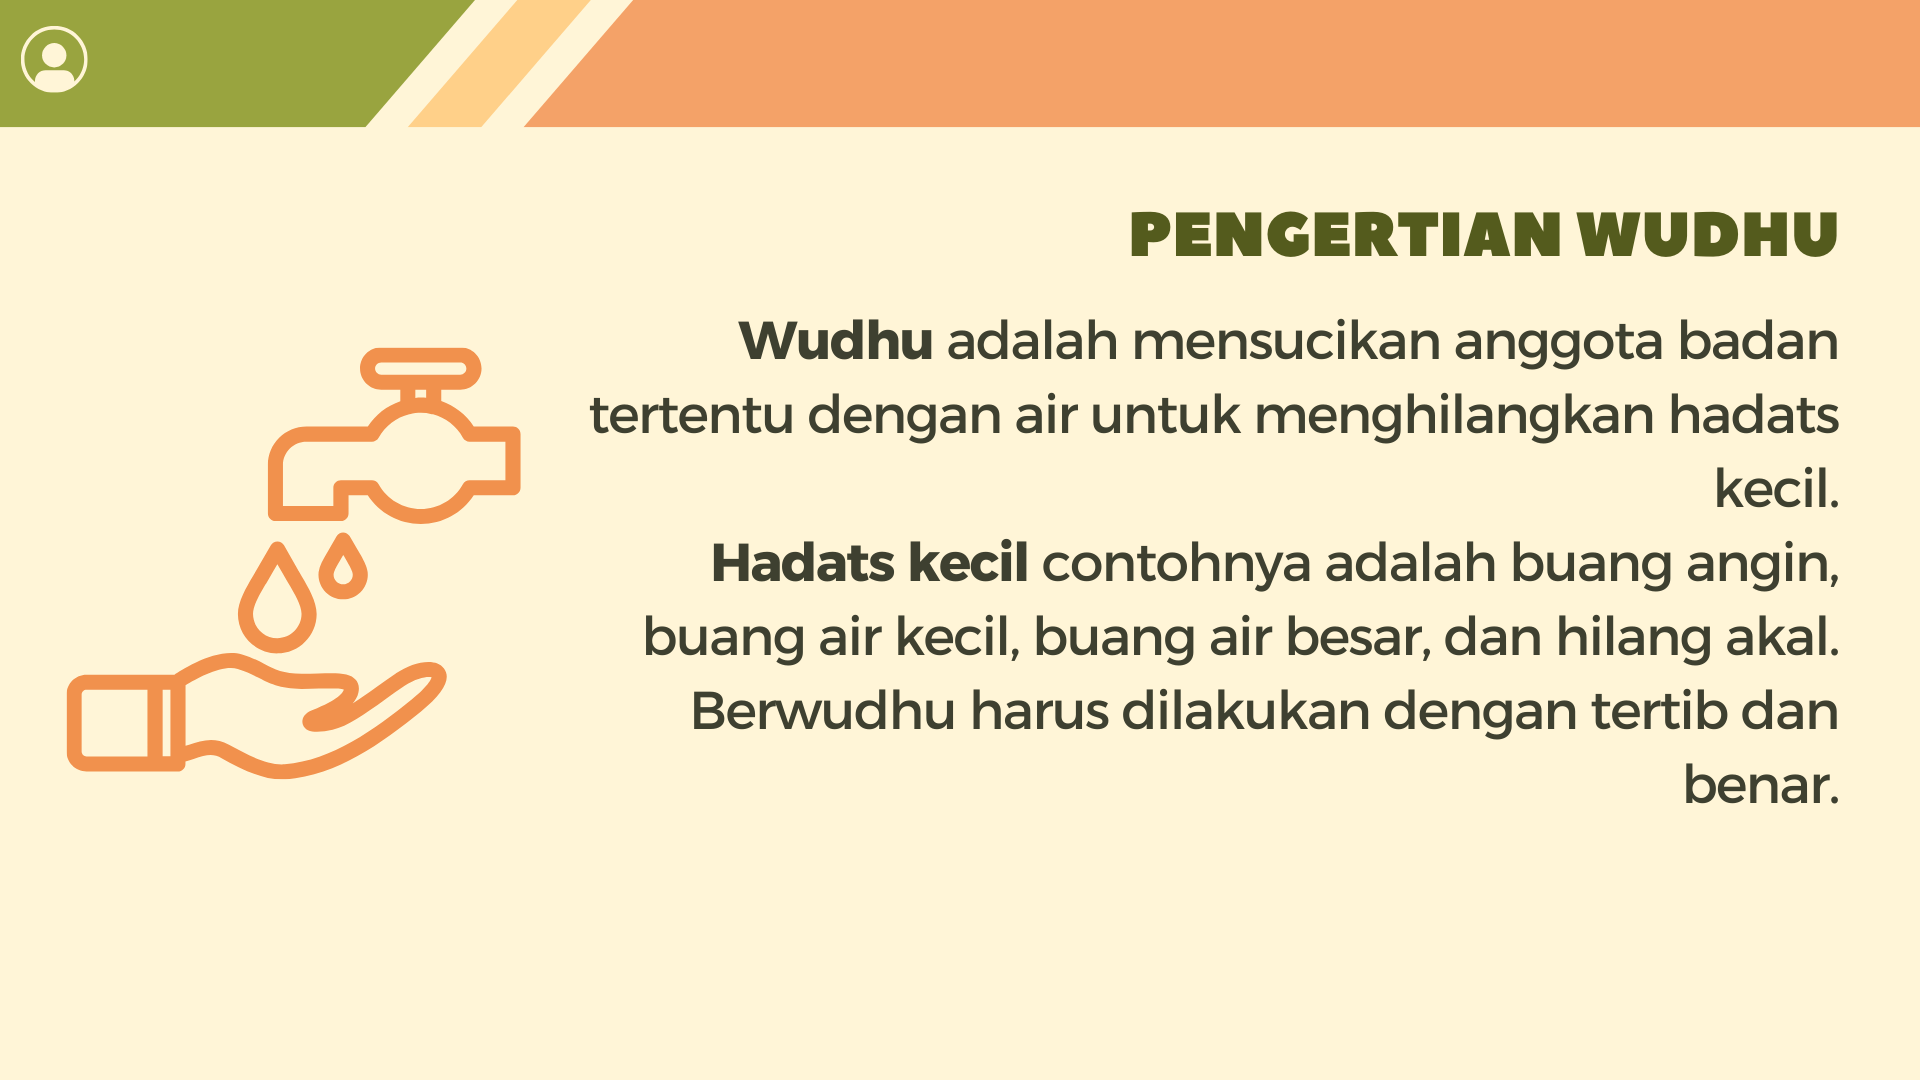 PENGERTIAN WUDHU
Wudhu adalah mensucikan anggota badan
tertentu dengan air untuk menghilangkan hadats
kecil.
Hadats kecil contohnya adalah buang angin,
buang air kecil, buang air besar, dan hilang akal.
Berwudhu harus dilakukan dengan tertib dan
benar.